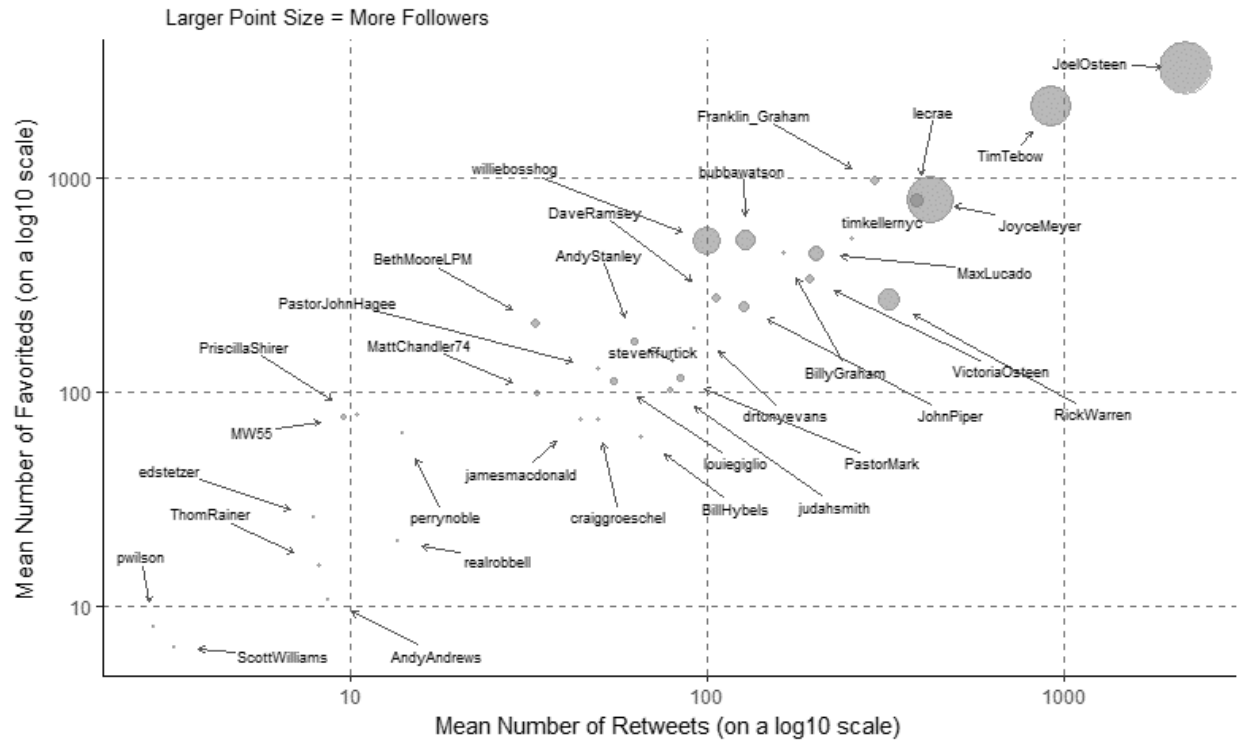 Larger Point Size = More Followers
Mean Number of Favoriteds (on a log10 scale)
1000
100
10
JoelOsteen
Franklin_Graham
lecrae
TimTebow
williebosshog
bubbawatson
DaveRamsey
timkellernyc
JoyceMeyer
BethMooreLPM
AndyStanley
MaxLucado
PastorJohnHagee
PriscillaShirer
MattChandler74
stevenfurtick
BillyGraham
VictoriaOsteen
MW55
drtonyevans
JohnPiper
RickWarren
edstetzer
jamesmacdonald
louiegiglio
PastorMark
ThomRainer
perrynoble
craiggroeschel
BillHybels
judahsmith
pwilson
realrobbell
ScottWilliams
AndyAndrews
10
100
1000
Mean Number of Retweets (on a log10 scale)